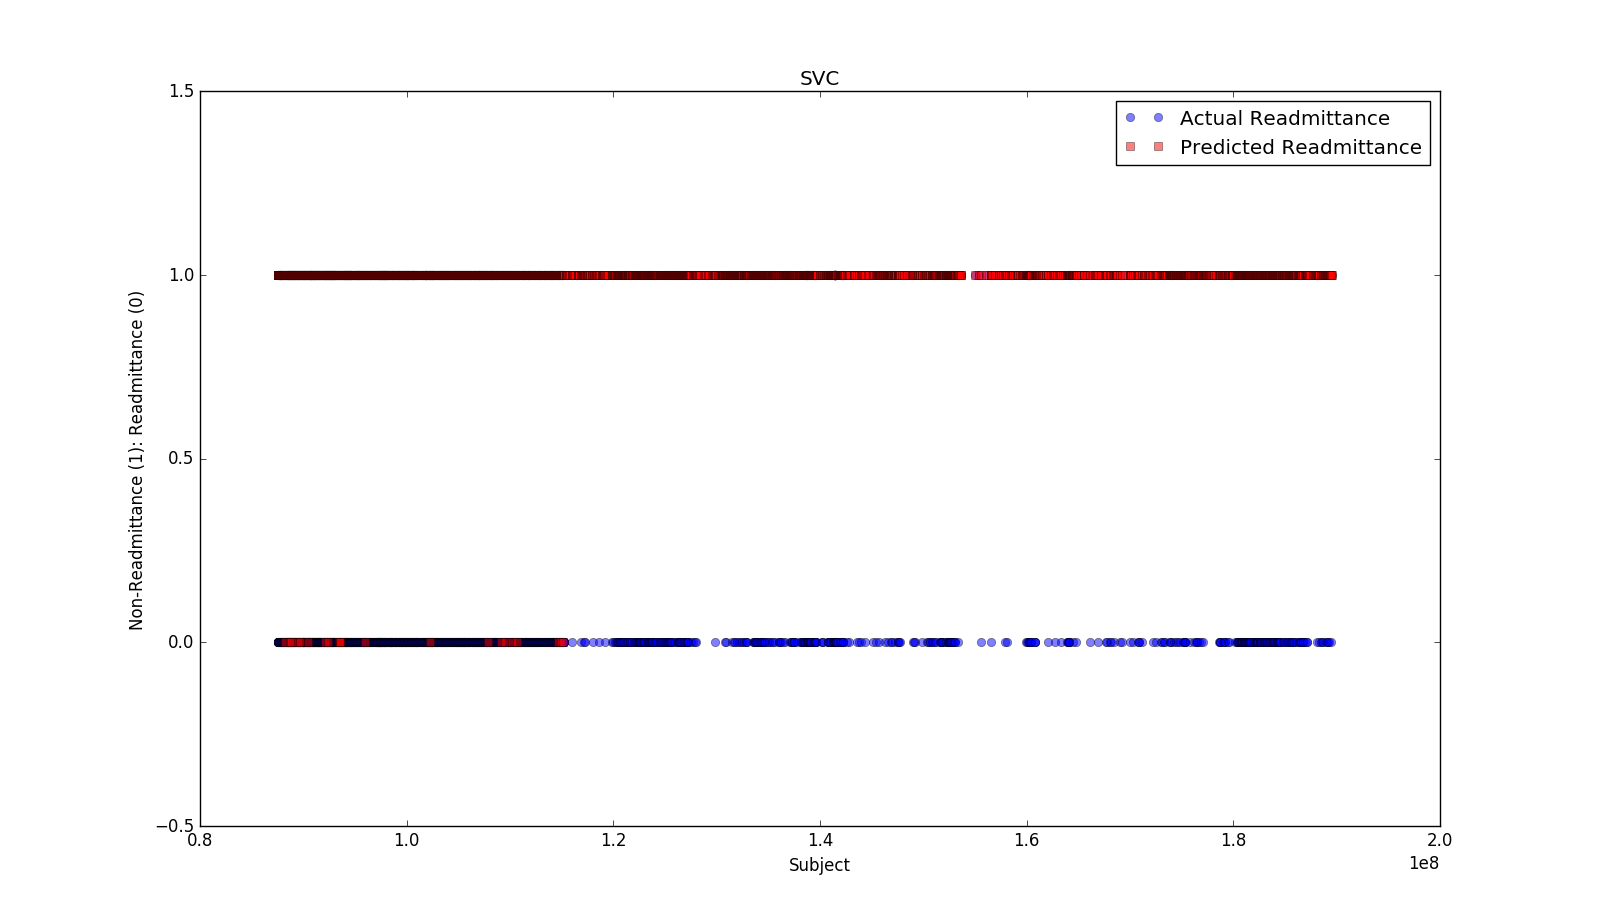 SVC
Actual Readmittance
Predicted Readmittance
1.5
1.0
0.5
0.0
−0.5
Non-Readmittance (1): Readmittance (0)
0.8 1.0 1.2 1.4 1.6 1.8 2.0
1e8
Subject